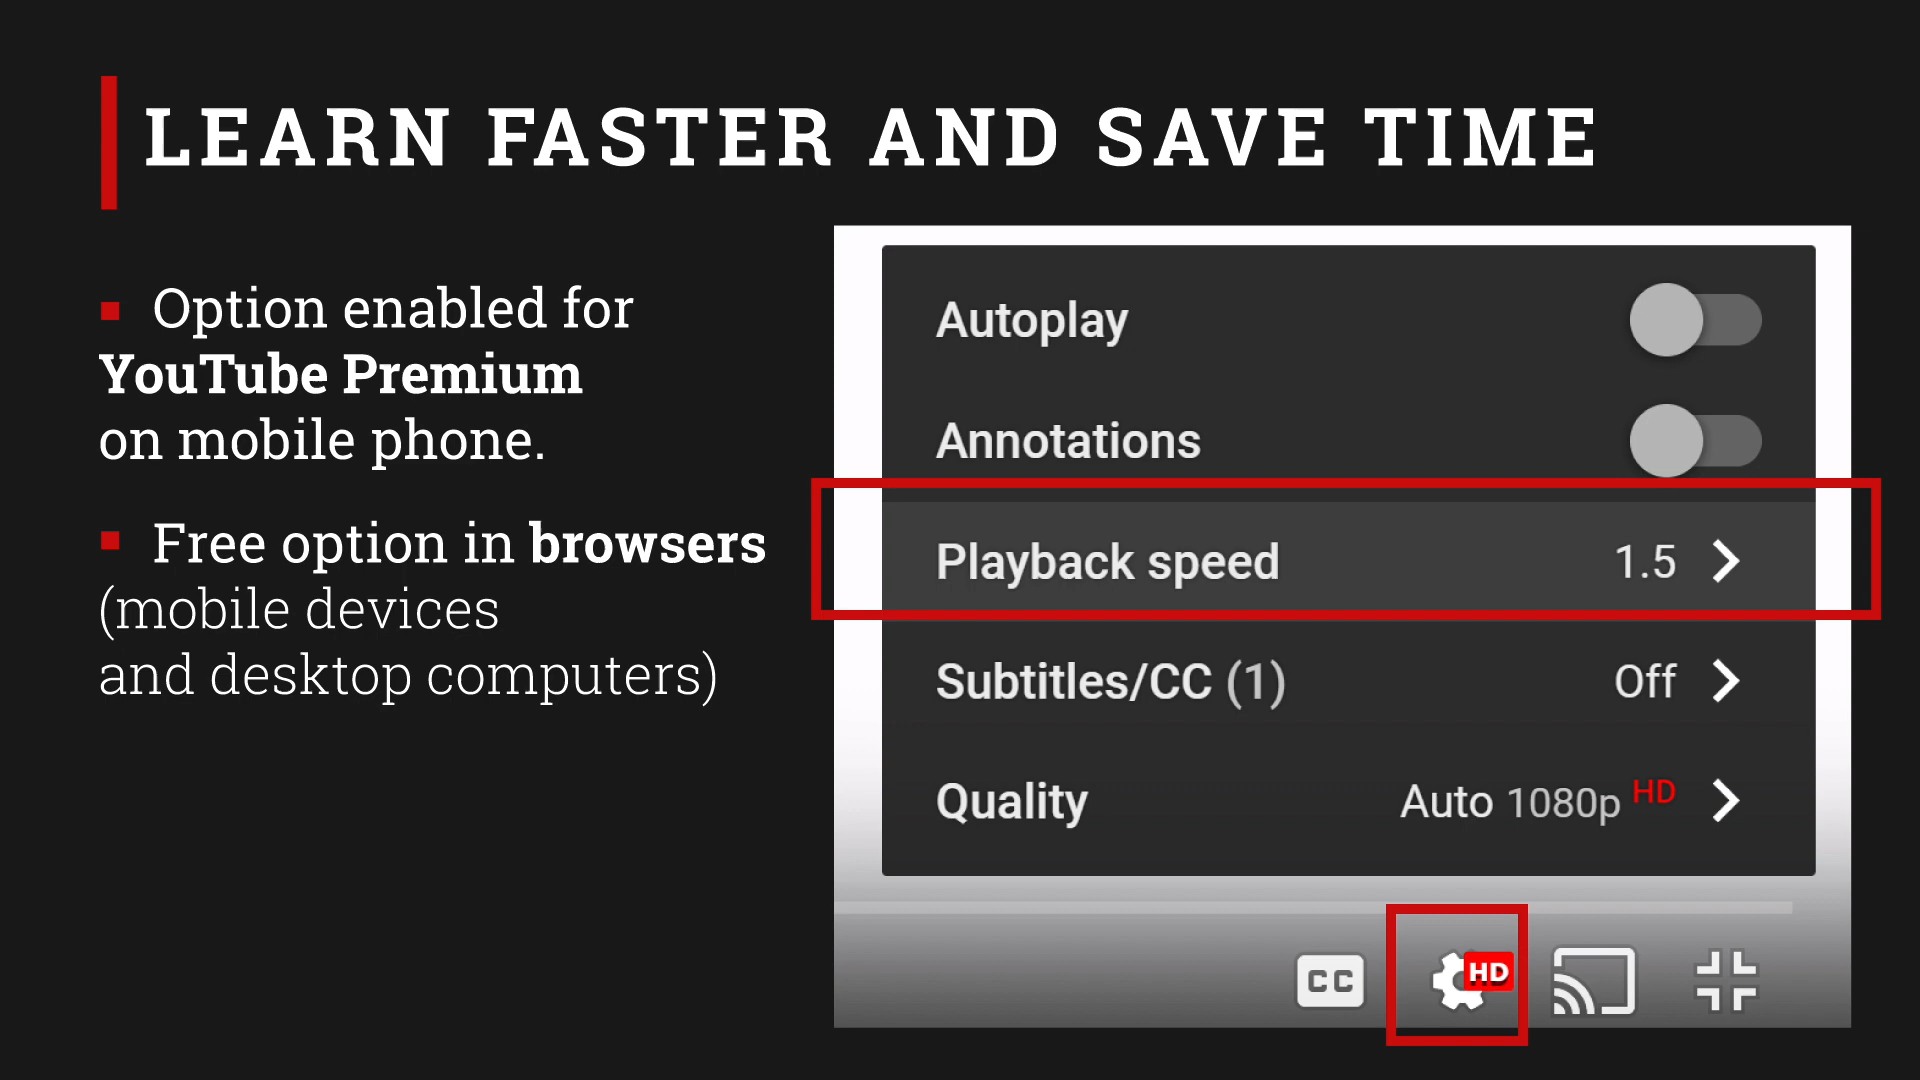 LEARN FASTER AND SAVE TIME
Option enabled for
YouTube Premium
on mobile phone.
Free option in browsers
(mobile devices
and desktop computers)
Autoplay
Annotations
Playback speed 1.5
Subtitles/CC (1) Off
Quality Auto 1080p HD
CC HD